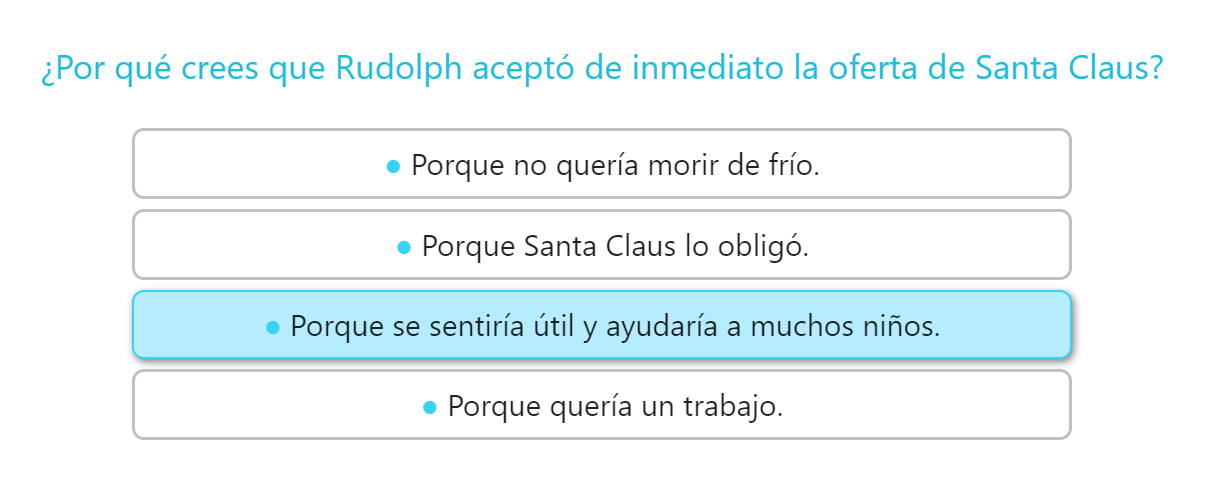 ¿Por qué crees que Rudolph aceptó de inmediato la oferta de Santa Claus?
● Porque no quería morir de frío.
● Porque Santa Claus lo obligó.
● Porque se sentiría útil y ayudaría a muchos niños.
● Porque quería un trabajo.